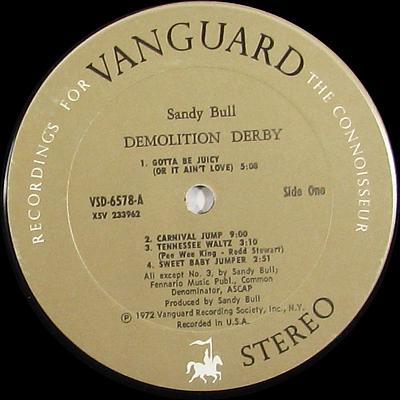 VANGUARD
RECORDINGS FOR THE CONNOISSEUR
Sandy Bull
DEMOLITION DERBY
1. GOTTA BE JUICY
(OR IT AIN'T LOVE) 5:08
VSD-6578-A
Side One
XSV 233962
2. CARNIVAL JUMP 9:00
3. TENNESSEE WALTZ 3:10
(Pee Wee King - Redd Stewart)
4. SWEET BABY JUMPER 2:51
All except No. 3, by Sandy Bull;
Fennario Music Publ., Common
Denominator, ASCAP
Produced by Sandy Bull
Ⓟ 1972 Vanguard Recording Society, Inc., N.Y.
Recorded in U.S.A.
STEREO